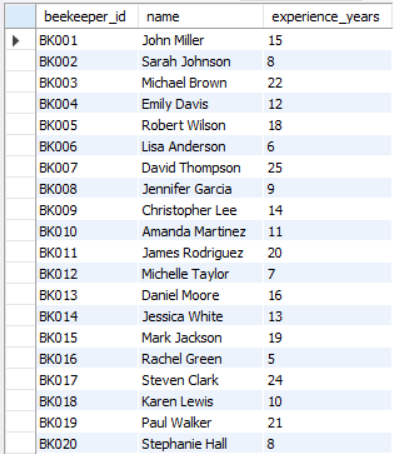 beekeeper_id name experience_years
BK001 John Miller 15
BK002 Sarah Johnson 8
BK003 Michael Brown 22
BK004 Emily Davis 12
BK005 Robert Wilson 18
BK006 Lisa Anderson 6
BK007 David Thompson 25
BK008 Jennifer Garcia 9
BK009 Christopher Lee 14
BK010 Amanda Martinez 11
BK011 James Rodriguez 20
BK012 Michelle Taylor 7
BK013 Daniel Moore 16
BK014 Jessica White 13
BK015 Mark Jackson 19
BK016 Rachel Green 5
BK017 Steven Clark 24
BK018 Karen Lewis 10
BK019 Paul Walker 21
BK020 Stephanie Hall 8